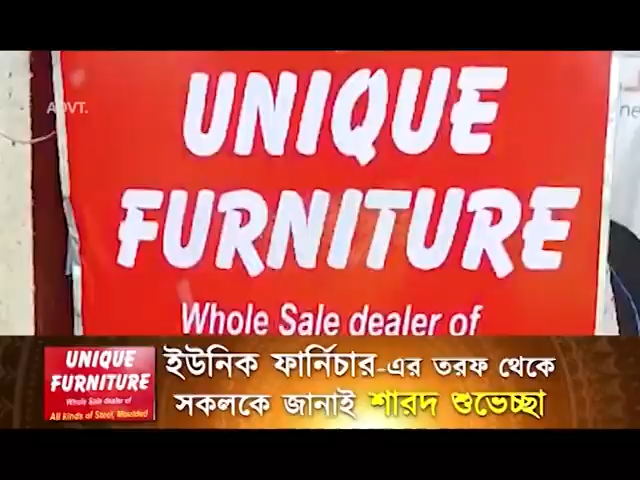 ADVT.
UNIQUE
FURNITURE
Whole Sale dealer of
ne
UNIQUE
FURNITURE
Whole Sale dealer of
All kinds of Steel, Moulded
ইউনিক ফার্নিচার-এর তরফ থেকে
সকলকে জানাই শারদ শুভেচ্ছা